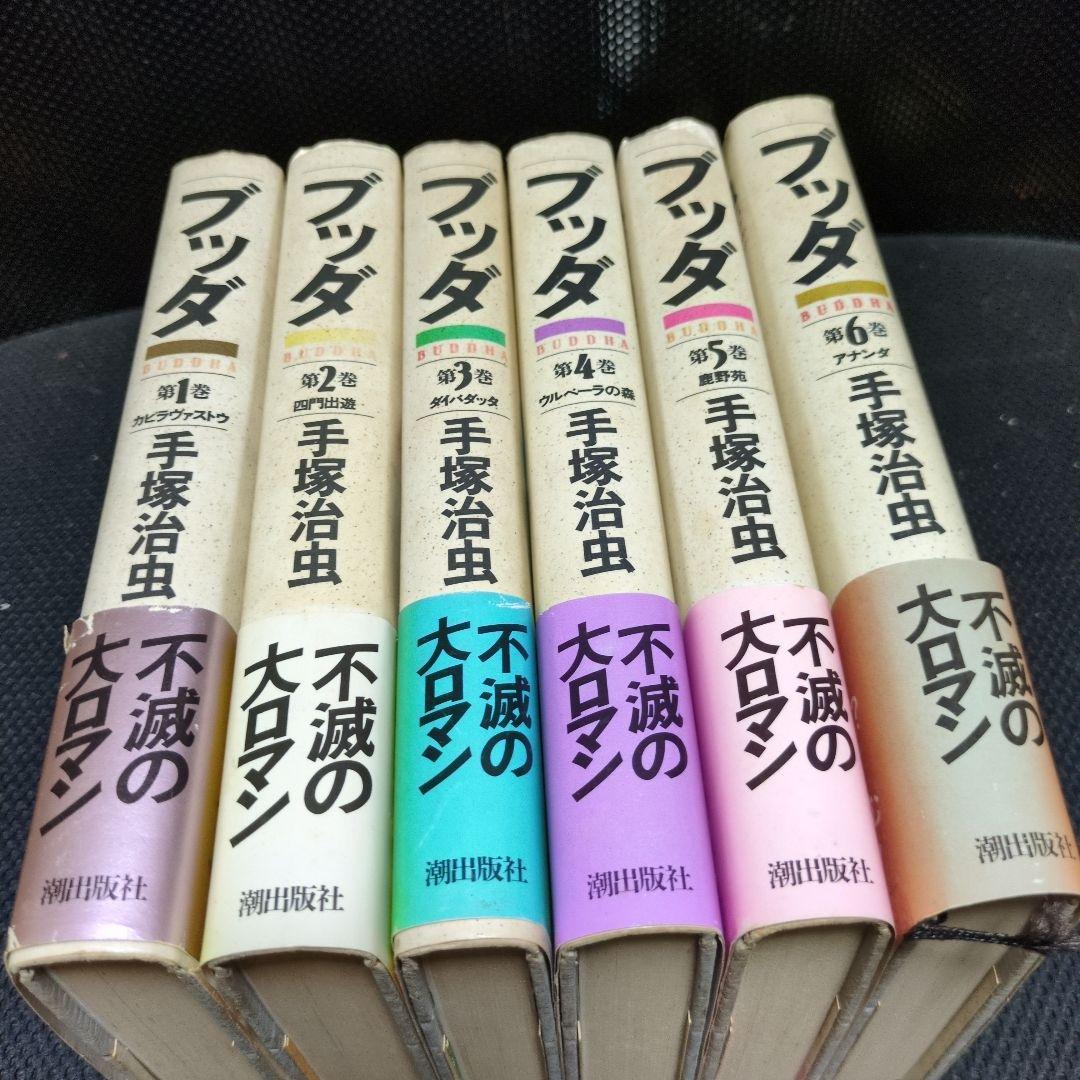 ブッダ
BUDDHA
第1巻
カピラヴァストウ
手塚治虫
不滅の
大ロマン
潮出版社
ブッダ
BUDDHA
第2巻
四門出遊
手塚治虫
不滅の
大ロマン
潮出版社
ブッダ
BUDDHA
第3巻
ダイバダッタ
手塚治虫
不滅の
大ロマン
潮出版社
ブッダ
BUDDHA
第4巻
ウルベーラの森
手塚治虫
不滅の
大ロマン
潮出版社
ブッダ
BUDDHA
第5巻
鹿野苑
手塚治虫
不滅の
大ロマン
潮出版社
ブッダ
BUDDHA
第6巻
アナンダ
手塚治虫
不滅の
大ロマン
潮出版社